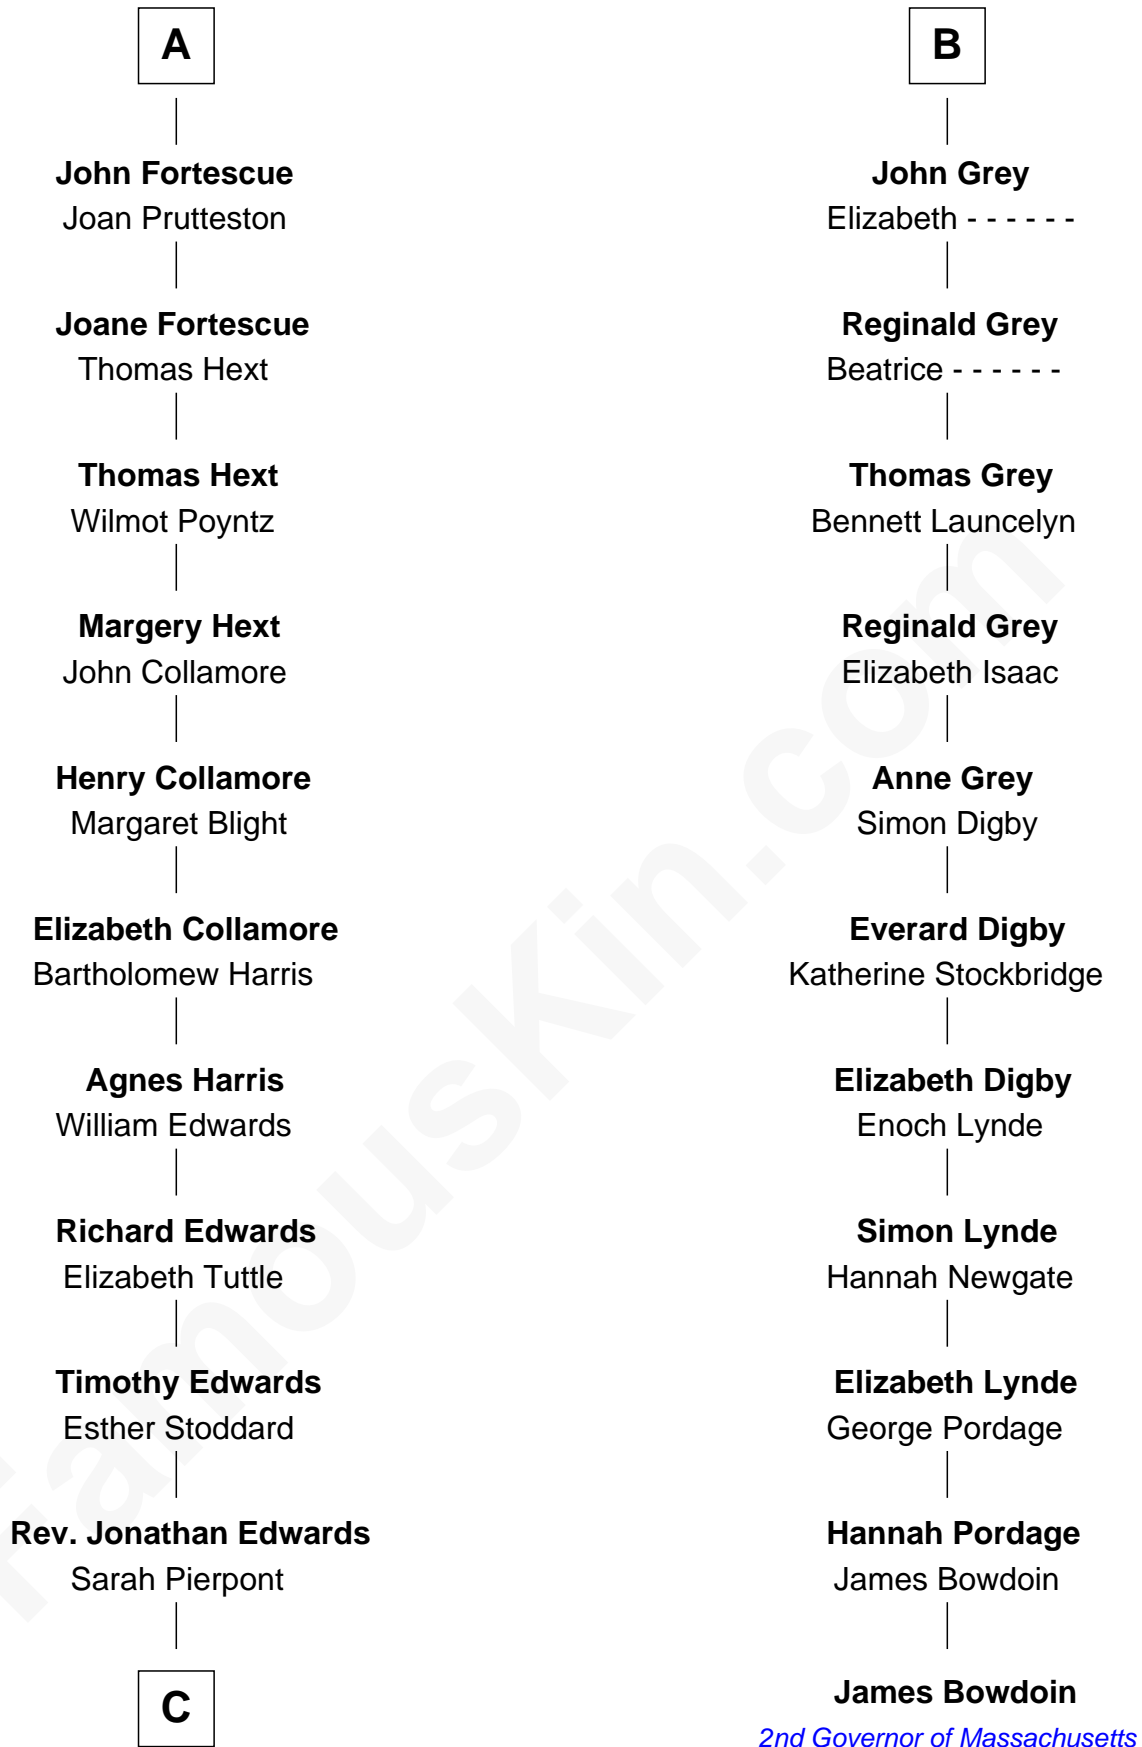 A
John Fortescue
Joan Prutteston
Joane Fortescue
Thomas Hext
Thomas Hext
Wilmot Poyntz
Margery Hext
John Collamore
Henry Collamore
Margaret Blight
Elizabeth Collamore
Bartholomew Harris
Agnes Harris
William Edwards
Richard Edwards
Elizabeth Tuttle
Timothy Edwards
Esther Stoddard
Rev. Jonathan Edwards
Sarah Pierpont
C
B
John Grey
Elizabeth - - - - - -
Reginald Grey
Beatrice - - - - - -
Thomas Grey
Bennett Launcelyn
Reginald Grey
Elizabeth Isaac
Anne Grey
Simon Digby
Everard Digby
Katherine Stockbridge
Elizabeth Digby
Enoch Lynde
Simon Lynde
Hannah Newgate
Elizabeth Lynde
George Pordage
Hannah Pordage
James Bowdoin
James Bowdoin
2nd Governor of Massachusetts
FamousKin.com